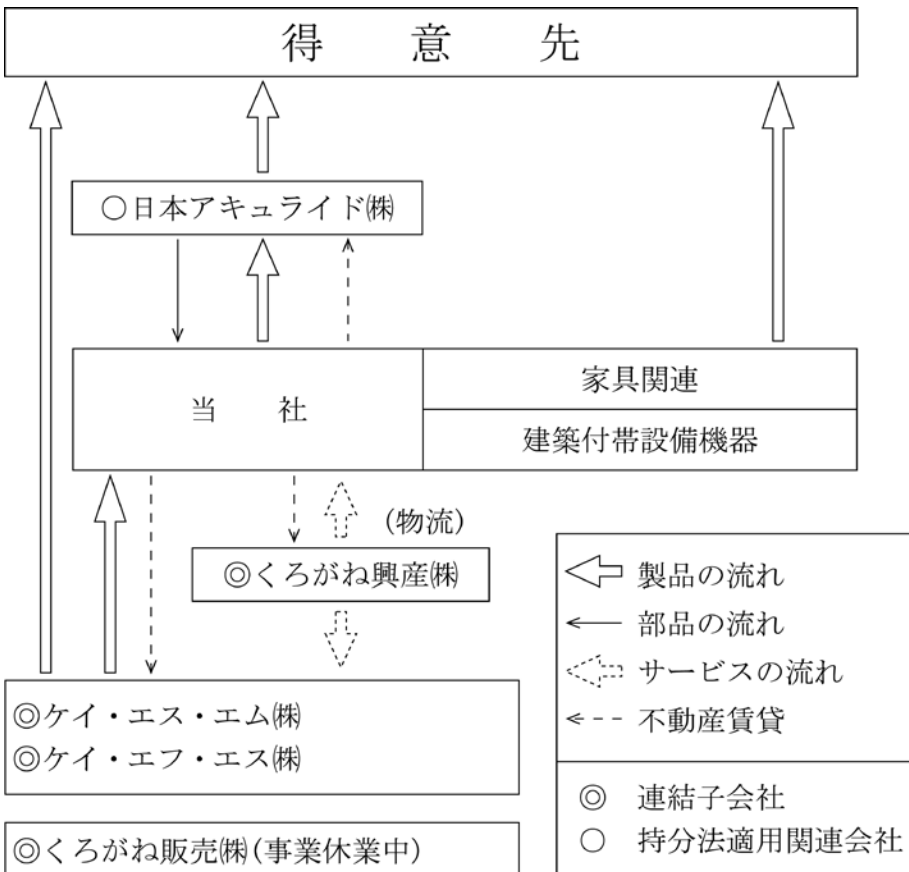 得意先
○日本アキュライド㈱
当社
家具関連
建築付帯設備機器
(物流)
◎くろがね興産㈱
◎ケイ・エス・エム㈱
◎ケイ・エフ・エス㈱
◎くろがね販売㈱(事業休業中)
製品の流れ
部品の流れ
サービスの流れ
不動産賃貸
◎ 連結子会社
○ 持分法適用関連会社